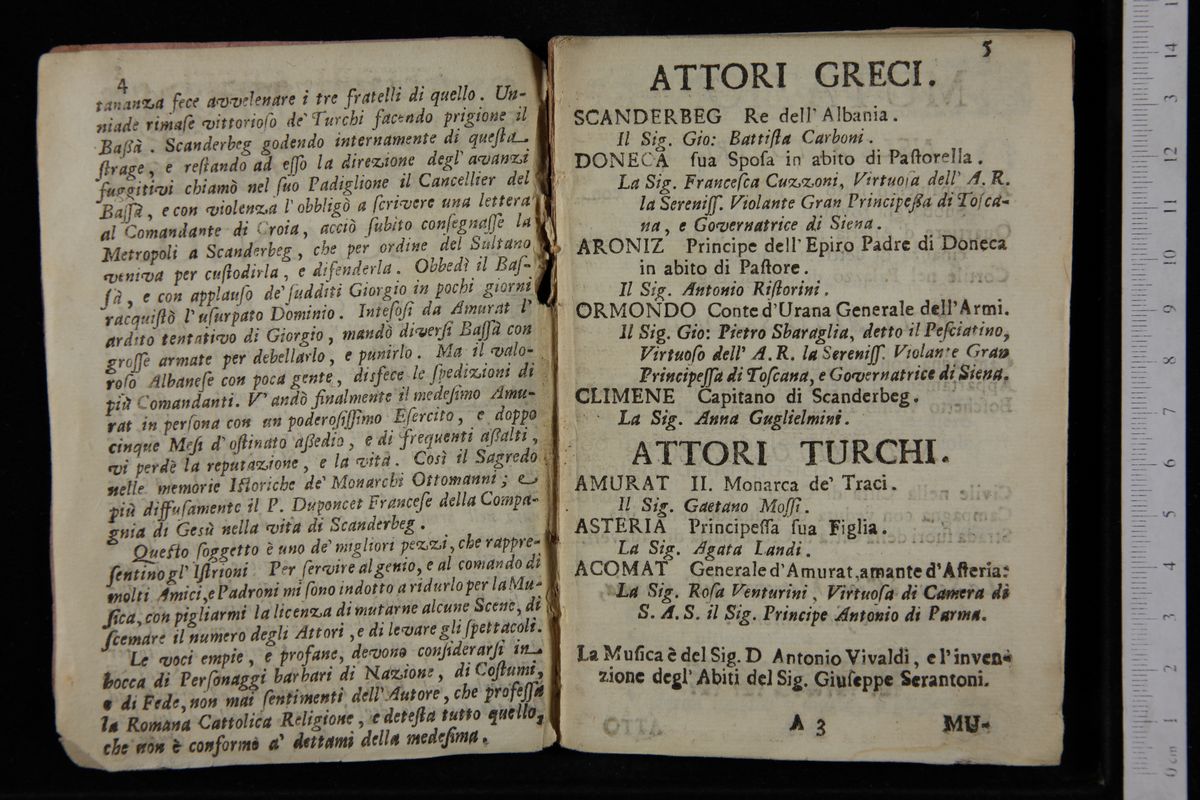 4
tananza fece avvelenare i tre fratelli di quello. Un-
niade rimaſe vittorioſo de' Turchi facendo prigione il
Baßà. Scanderbeg godendo internamente di queſta
ſtrage, e reſtando ad eſſo la direzione degl' avanzi
fuggitivi chiamò nel ſuo Padiglione il Cancellier del
Baſſà, e con violenza l' obbligò a ſcrivere una lettera
al Comandante di Croia, acciò ſubito conſegnaſſe la
Metropoli a Scanderbeg, che per ordine del Sultano
veniva per cuſtodirla, e difenderla. Obbedì il Baſ-
ſà, e con applauſo de' ſudditi Giorgio in pochi giorni
racquiſtò l' uſurpato Dominio. Inteſoſi da Amurat l'
ardito tentativo di Giorgio, mandò diverſi Baſſà con
groſſe armate per debellarlo, e punirlo. Ma il valo-
roſo Albaneſe con poca gente, disfece le ſpedizioni di
più Comandanti. V' andò finalmente il medeſimo Amu-
rat in perſona con un poderoſiſſimo Eſercito, e doppo
cinque Meſi d' oſtinato aßedio, e di frequenti aßalti,
vi perdè la reputazione, e la vita. Così il Sagredo
nelle memorie Iſtoriche de' Monarchi Ottomanni; e
più diffuſamente il P. Duponcet Franceſe della Compa-
gnia di Gesù nella vita di Scanderbeg.
Queſto ſoggetto è uno de' migliori pezzi, che rappre-
ſentino gl' Iſtrioni. Per ſervire al genio, e al comando di
molti Amici, e Padroni mi ſono indotto a ridurlo per la Mu-
ſica, con pigliarmi la licenza di mutarne alcune Scene, di
ſcemare il numero degli Attori, e di levare gli ſpettacoli.
Le voci empie, e profane, devono conſiderarſi in
bocca di Perſonaggi barbari di Nazione, di Coſtumi,
e di Fede, non mai ſentimenti dell' Autore, che profeſſa
la Romana Cattolica Religione, e deteſta tutto quello,
che non è conforme a' dettami della medeſima.
5
ATTORI GRECI.
SCANDERBEG Re dell' Albania.
Il Sig. Gio: Battiſta Carboni.
DONECA ſua Spoſa in abito di Paſtorella.
La Sig. Franceſca Cuzzoni, Virtuoſa dell' A. R.
la Sereniſſ. Violante Gran Principeßa di Toſca-
na, e Governatrice di Siena.
ARONIZ Principe dell' Epiro Padre di Doneca
in abito di Paſtore.
Il Sig. Antonio Riſtorini.
ORMONDO Conte d'Urana Generale dell'Armi.
Il Sig. Gio: Pietro Sbaraglia, detto il Peſciatino,
Virtuoſo dell' A. R. la Sereniſſ. Violante Gran
Principeſſa di Toſcana, e Governatrice di Siena.
CLIMENE Capitano di Scanderbeg.
La Sig. Anna Guglielmini.
ATTORI TURCHI.
AMURAT II. Monarca de' Traci.
Il Sig. Gaetano Moſſi.
ASTERIA Principeſſa ſua Figlia.
La Sig. Agata Landi.
ACOMAT Generale d'Amurat, amante d'Aſteria:
La Sig. Roſa Venturini, Virtuoſa di Camera di
S. A. S. il Sig. Principe Antonio di Parma.
La Muſica è del Sig. D Antonio Vivaldi, e l'inven-
zione degl' Abiti del Sig. Giuſeppe Serantoni.
A 3
MU-
14
13
12
11
10
9
8
7
6
5
4
3
2
1
0 cm